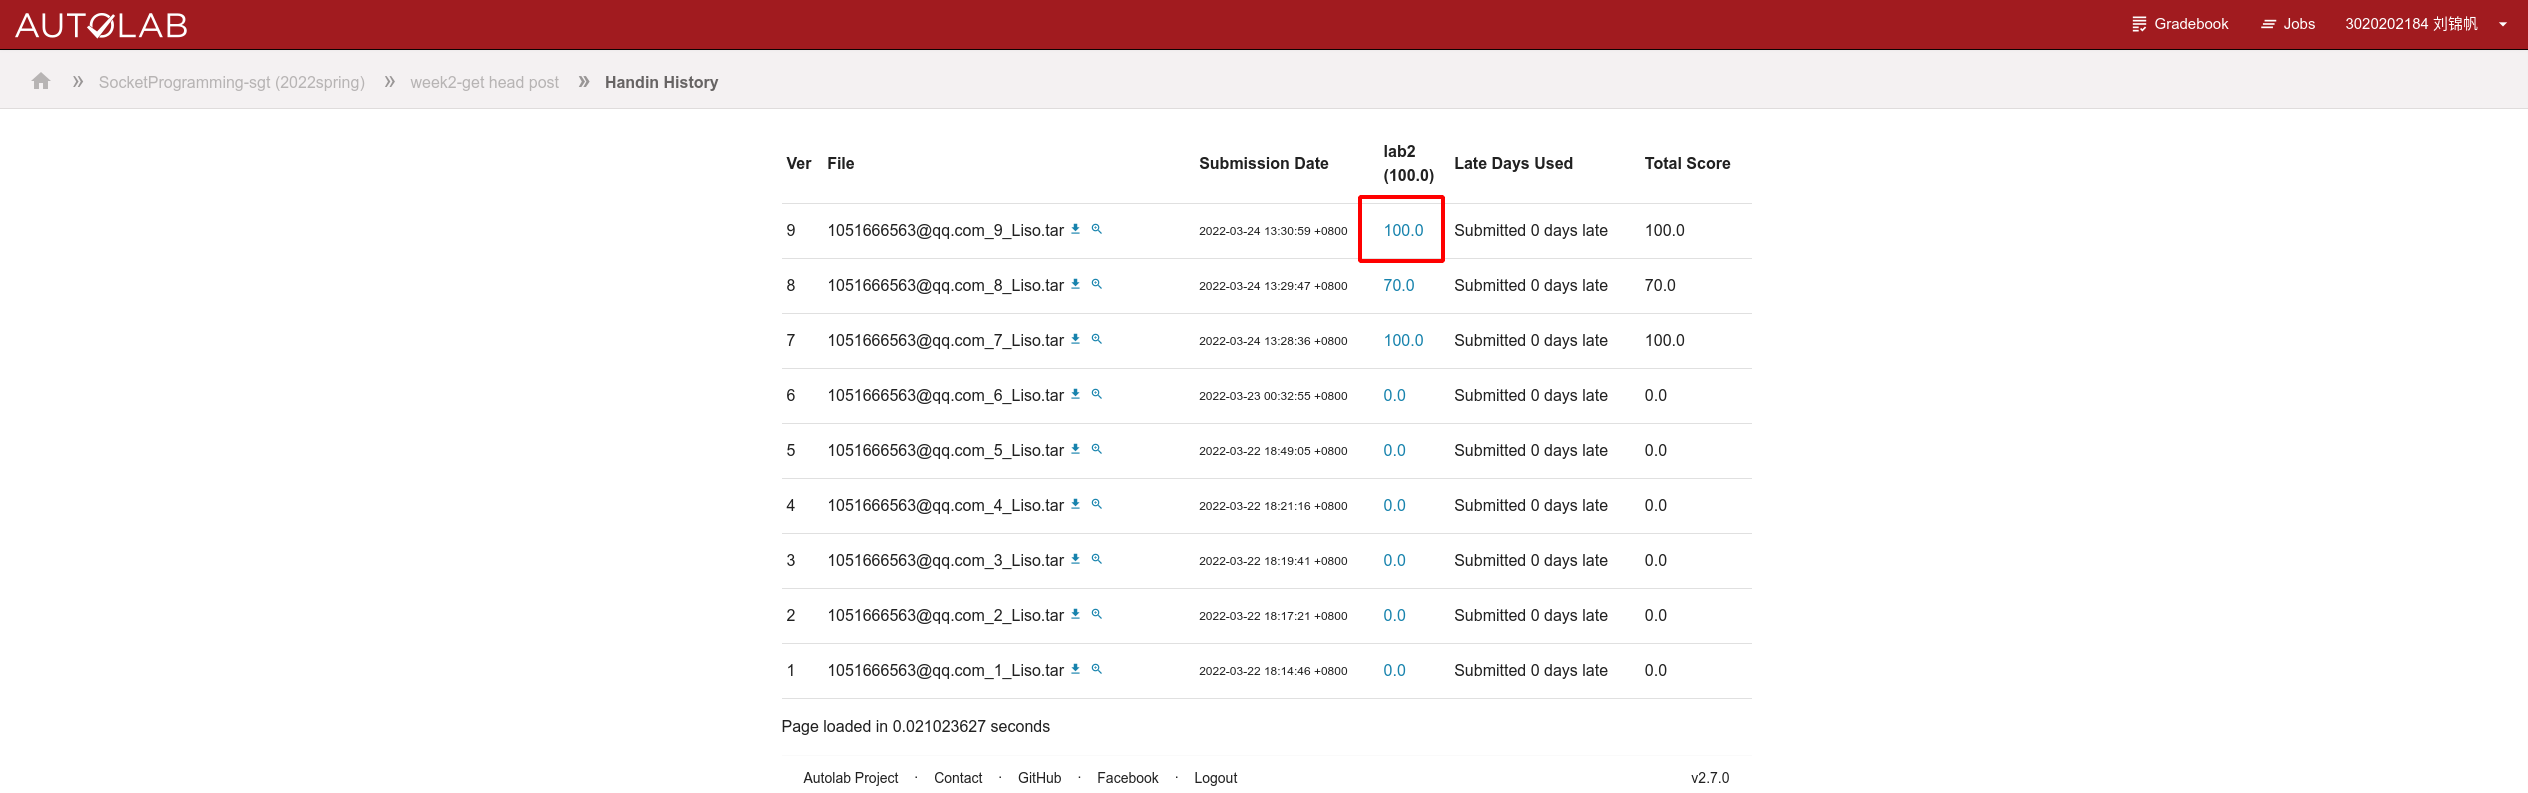 AUTOLAB Gradebook Jobs 3020202184 刘锦帆
» SocketProgramming-sgt (2022spring) » week2-get head post » Handin History
Ver File Submission Date lab2 (100.0) Late Days Used Total Score
9 1051666563@qq.com_9_Liso.tar 2022-03-24 13:30:59 +0800 100.0 Submitted 0 days late 100.0
8 1051666563@qq.com_8_Liso.tar 2022-03-24 13:29:47 +0800 70.0 Submitted 0 days late 70.0
7 1051666563@qq.com_7_Liso.tar 2022-03-24 13:28:36 +0800 100.0 Submitted 0 days late 100.0
6 1051666563@qq.com_6_Liso.tar 2022-03-23 00:32:55 +0800 0.0 Submitted 0 days late 0.0
5 1051666563@qq.com_5_Liso.tar 2022-03-22 18:49:05 +0800 0.0 Submitted 0 days late 0.0
4 1051666563@qq.com_4_Liso.tar 2022-03-22 18:21:16 +0800 0.0 Submitted 0 days late 0.0
3 1051666563@qq.com_3_Liso.tar 2022-03-22 18:19:41 +0800 0.0 Submitted 0 days late 0.0
2 1051666563@qq.com_2_Liso.tar 2022-03-22 18:17:21 +0800 0.0 Submitted 0 days late 0.0
1 1051666563@qq.com_1_Liso.tar 2022-03-22 18:14:46 +0800 0.0 Submitted 0 days late 0.0
Page loaded in 0.021023627 seconds
Autolab Project · Contact · GitHub · Facebook · Logout v2.7.0